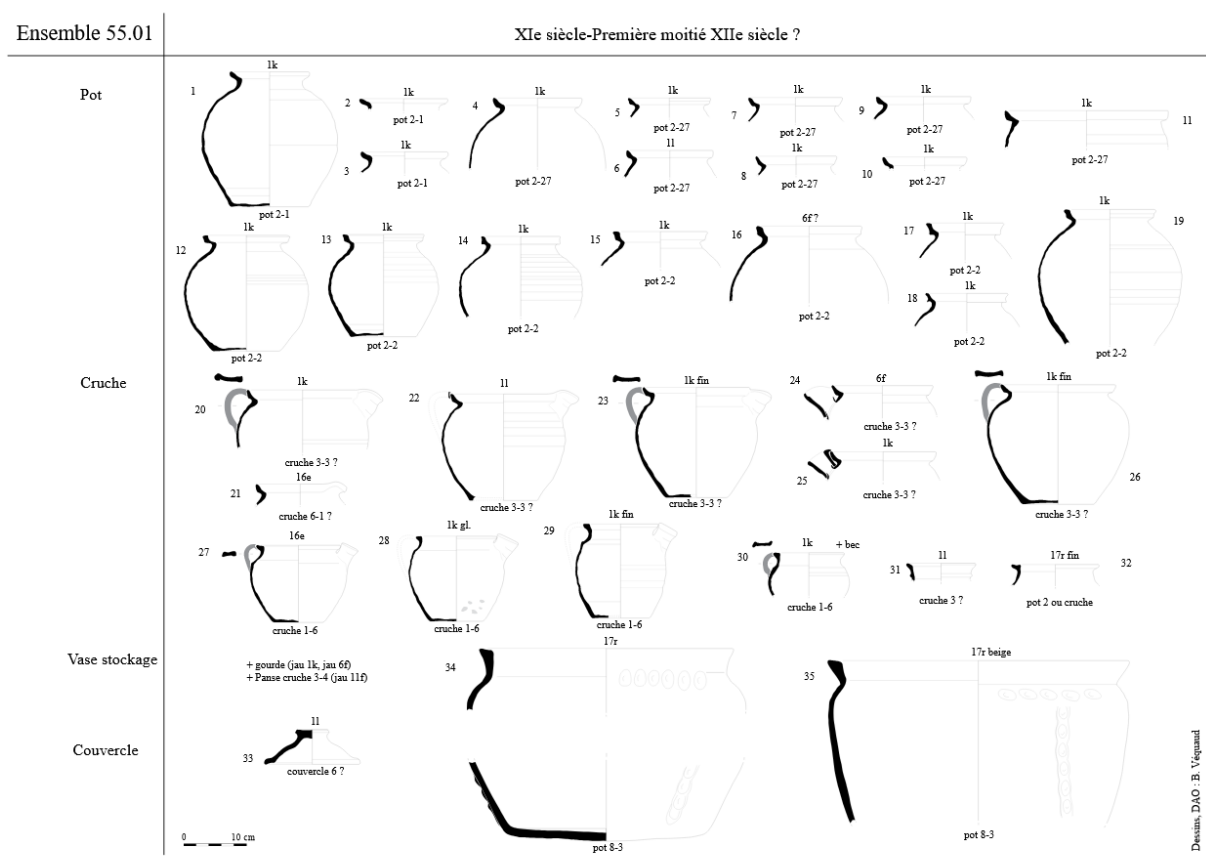 Ensemble 55.01
XIe siècle-Première moitié XIIe siècle ?
Pot
1
1k
pot 2-1
2
1k
pot 2-1
3
1k
pot 2-1
4
1k
pot 2-27
5
1k
pot 2-27
6
1l
pot 2-27
7
1k
pot 2-27
8
1k
pot 2-27
9
1k
pot 2-27
10
1k
pot 2-27
1k
11
pot 2-27
12
1k
pot 2-2
13
1k
pot 2-2
14
1k
pot 2-2
15
1k
pot 2-2
16
6f ?
pot 2-2
17
1k
pot 2-2
18
1k
pot 2-2
1k
19
pot 2-2
Cruche
20
1k
cruche 3-3 ?
21
16e
cruche 6-1 ?
22
1l
cruche 3-3 ?
23
1k fin
cruche 3-3 ?
24
6f
cruche 3-3 ?
25
1k
cruche 3-3 ?
1k fin
26
cruche 3-3 ?
27
16e
cruche 1-6
28
1k gl.
cruche 1-6
29
1k fin
cruche 1-6
30
1k
+ bec
cruche 1-6
31
1l
cruche 3 ?
17r fin
32
pot 2 ou cruche
Vase stockage
+ gourde (jau 1k, jau 6f)
+ Panse cruche 3-4 (jau 11f)
34
17r
pot 8-3
35
17r beige
pot 8-3
Couvercle
33
1l
couvercle 6 ?
0 10 cm
Dessins, DAO : B. Véquaud